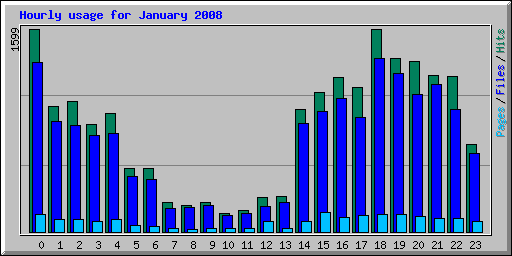 Hourly usage for January 2008
1599
Pages/Files/Hits
0 1 2 3 4 5 6 7 8 9 10 11 12 13 14 15 16 17 18 19 20 21 22 23